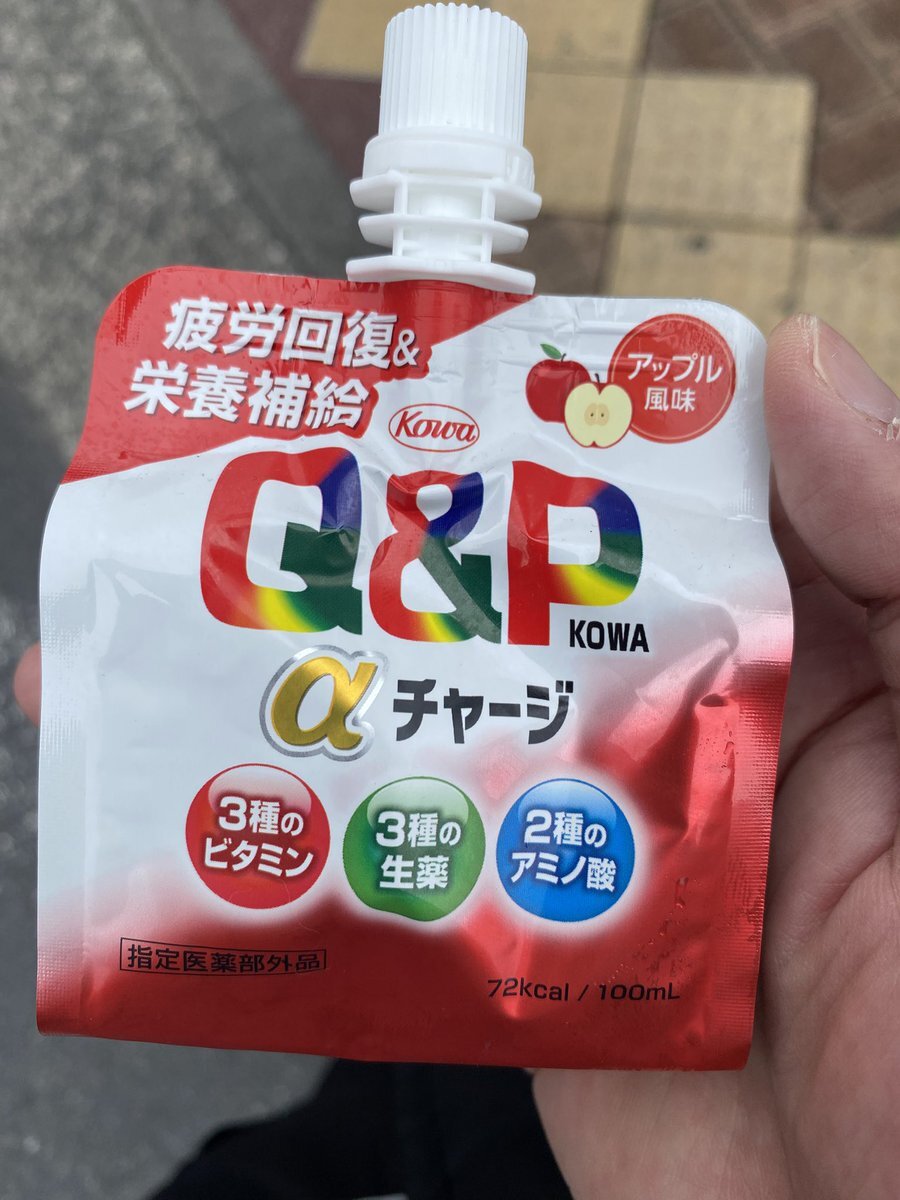 疲労回復&
栄養補給
アップル
風味
Kowa
Q&P
KOWA
αチャージ
3種の
ビタミン
3種の
生薬
2種の
アミノ酸
指定医薬部外品
72kcal / 100mL